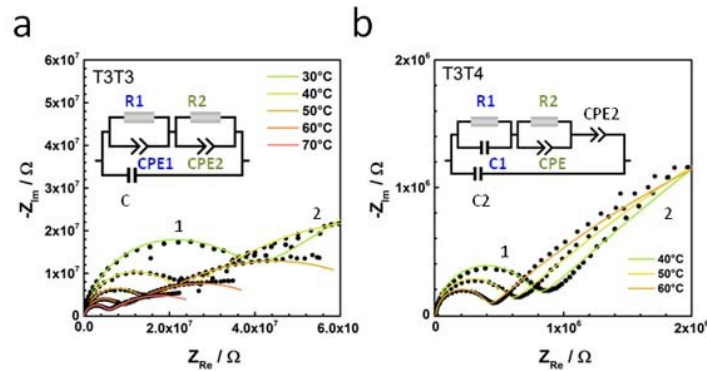 a
T3T3
R1 R2
CPE1 CPE2
C
30°C
40°C
50°C
60°C
70°C
1
2
6x10⁷
5x10⁷
4x10⁷
3x10⁷
2x10⁷
1x10⁷
0
0.0 2.0x10⁷ 4.0x10⁷ 6.0x10
-Z_Im / Ω
Z_Re / Ω
b
T3T4
R1 R2
CPE2
C1 CPE
C2
1
2
40°C
50°C
60°C
2x10⁶
1x10⁶
0
0 1x10⁶ 2x10⁶
-Z_Im / Ω
Z_Re / Ω